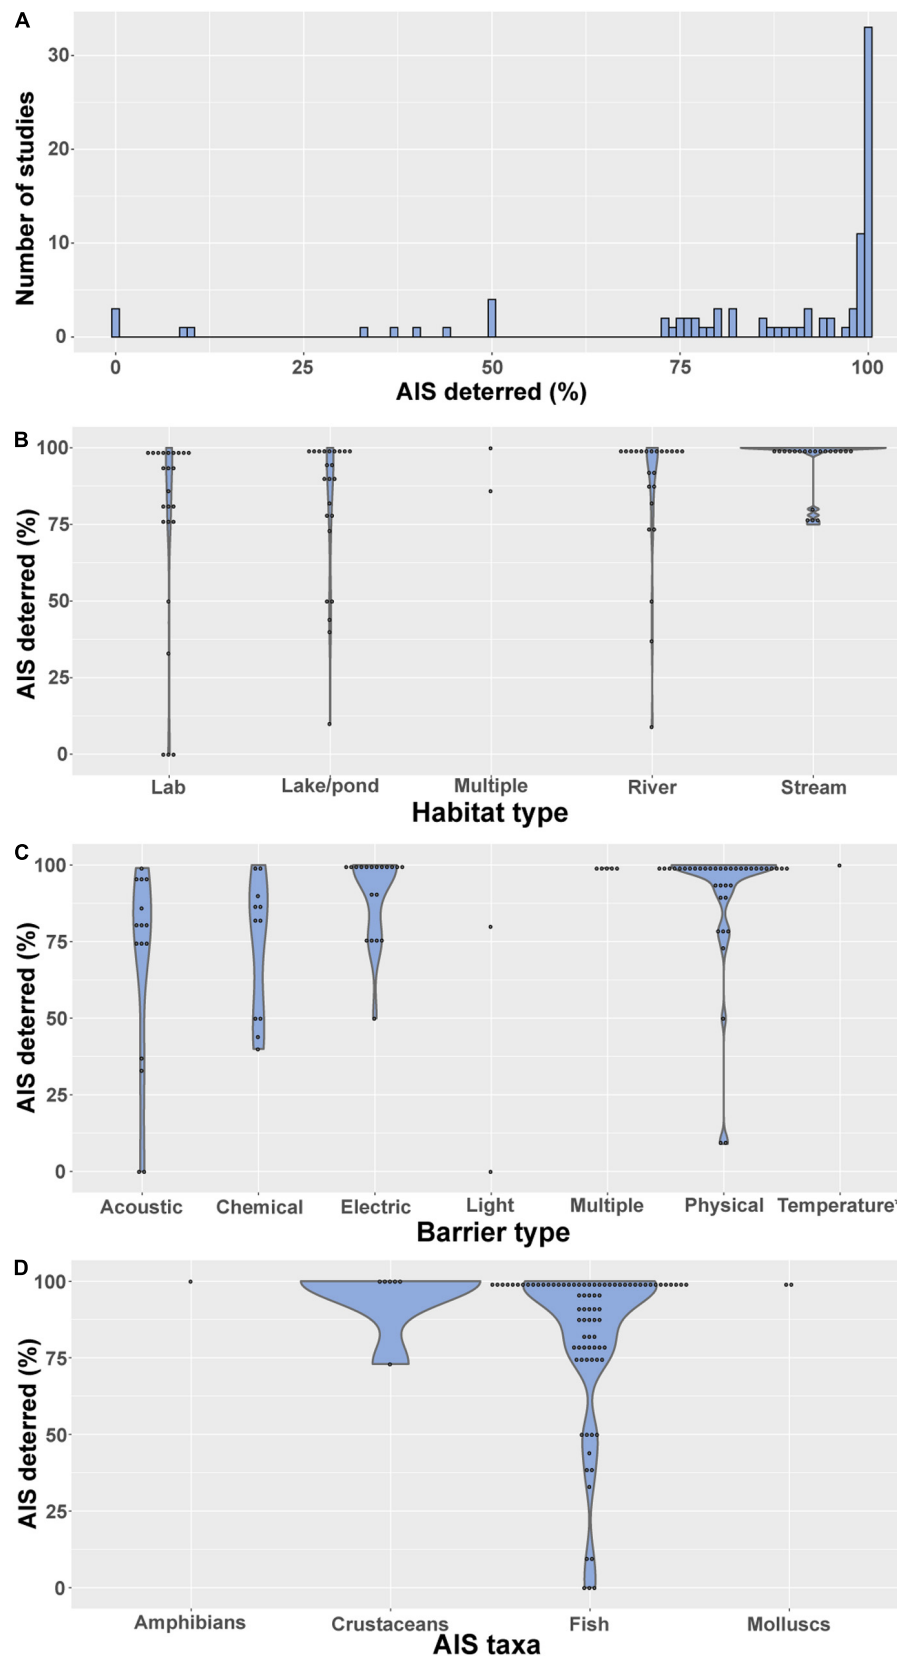 A
Number of studies
30
20
10
0
0 25 50 75 100
AIS deterred (%)
B
AIS deterred (%)
100
75
50
25
0
Lab Lake/pond Multiple River Stream
Habitat type
C
AIS deterred (%)
100
75
50
25
0
Acoustic Chemical Electric Light Multiple Physical Temperature*
Barrier type
D
AIS deterred (%)
100
75
50
25
0
Amphibians Crustaceans Fish Molluscs
AIS taxa